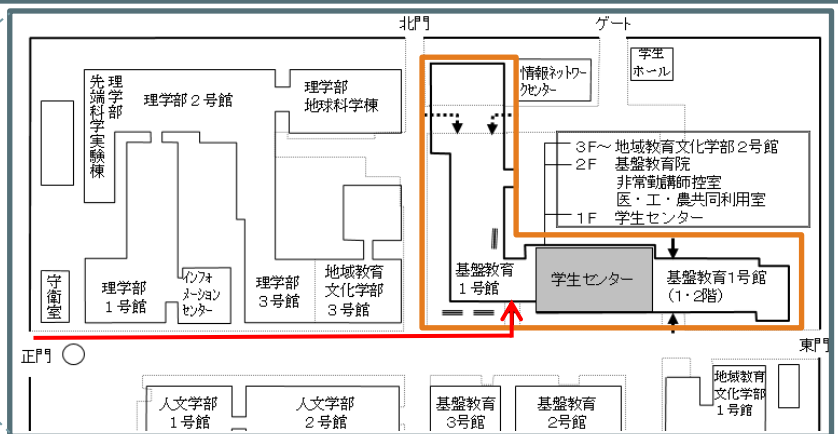 北門
ゲート
学生
ホール
情報ネットワー
クセンター
理学部
先端科学実験棟
理学部２号館
理学部
地球科学棟
3F～地域教育文化学部２号館
2F 基盤教育院
非常勤講師控室
医・工・農共同利用室
1F 学生センター
守衛室
理学部
１号館
インフォ
メーション
センター
理学部
３号館
地域教育
文化学部
３号館
基盤教育
１号館
学生センター
基盤教育１号館
(1・2階)
正門
東門
人文学部
１号館
人文学部
２号館
基盤教育
３号館
基盤教育
２号館
地域教育
文化学部
１号館